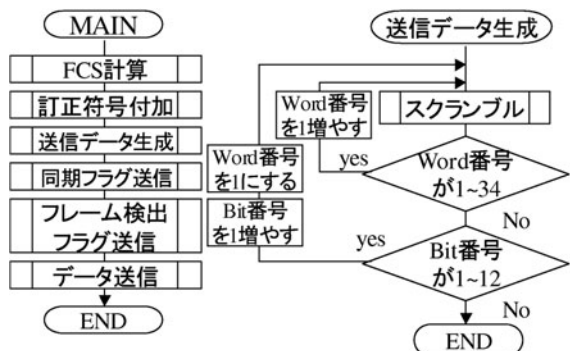 MAIN
FCS計算
訂正符号付加
送信データ生成
同期フラグ送信
フレーム検出
フラグ送信
データ送信
END
送信データ生成
スクランブル
Word番号
が1~34
yes
Word番号
を1増やす
No
Bit番号
が1~12
yes
Bit番号
を1増やす
Word番号
を1にする
No
END